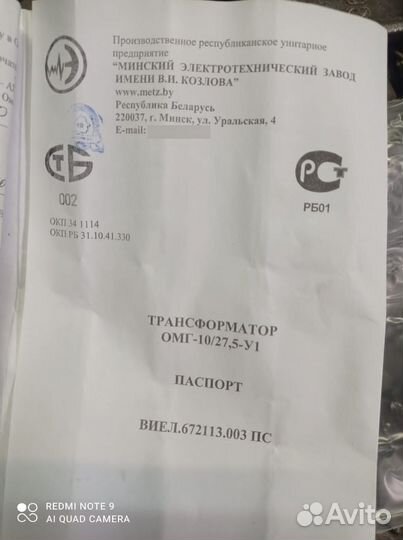 Производственное республиканское унитарное
предприятие
“МИНСКИЙ ЭЛЕКТРОТЕХНИЧЕСКИЙ ЗАВОД
ИМЕНИ В.И. КОЗЛОВА”
www.metz.by
Республика Беларусь
220037, г. Минск, ул. Уральская, 4
E-mail:
СТБ
002
РСТ
РБ01
ОКП 34 1114
ОКП РБ 31.10.41.330
ТРАНСФОРМАТОР
ОМГ-10/27,5-У1
ПАСПОРТ
ВИЕЛ.672113.003 ПС
REDMI NOTE 9
AI QUAD CAMERA
Avito